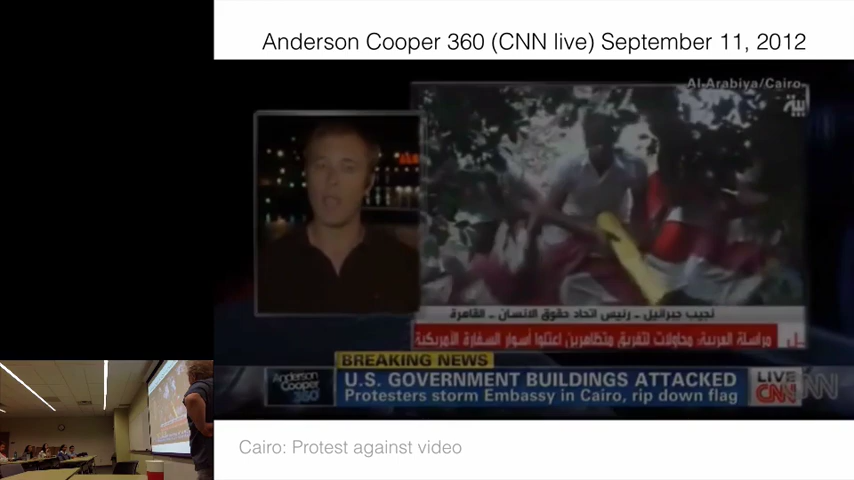 Anderson Cooper 360 (CNN live) September 11, 2012
Al Arabiya/Cairo
نجيب جبرائيل - رئيس اتحاد حقوق الانسان - القاهرة
مراسلة العربية: محاولات لتفريق متظاهرين اعتلوا أسوار السفارة الأمريكية
BREAKING NEWS
Anderson Cooper 360°
U.S. GOVERNMENT BUILDINGS ATTACKED
Protesters storm Embassy in Cairo, rip down flag
LIVE
CNN
Cairo: Protest against video